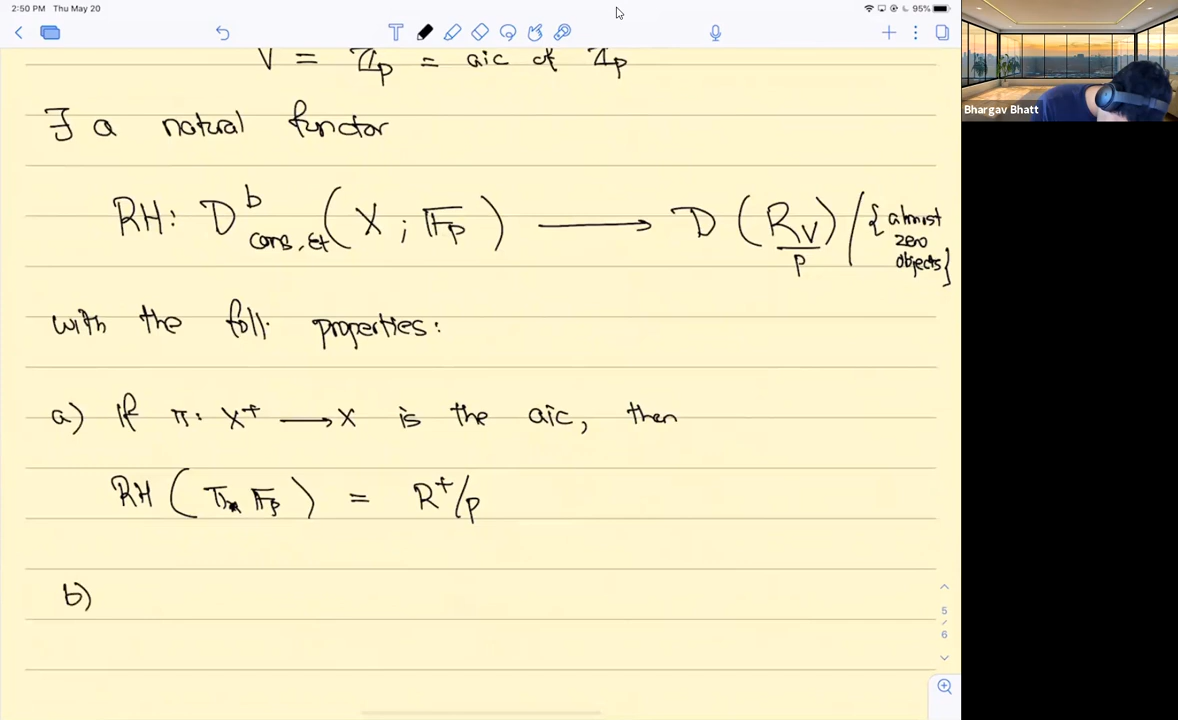 2:50 PM Thu May 20
95%
V = Z̄p = aic of Zp
∃ a natural functor
RH: D^b_cons, ét (X; Fp) → D (R_V/p) / {almost zero objects}
with the foll. properties:
a) If π: X⁺ → X is the aic, then
RH (π_* Fp) = R⁺/p
b)
5
6
Bhargav Bhatt